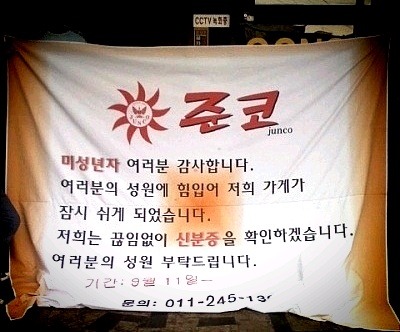 CCTV 녹화중
JUNCO
준코
junco
미성년자 여러분 감사합니다.
여러분의 성원에 힘입어 저희 가게가
잠시 쉬게 되었습니다.
저희는 끊임없이 신분증을 확인하겠습니다.
여러분의 성원 부탁드립니다.
기간: 9월 11일~
문의: 011-245-13